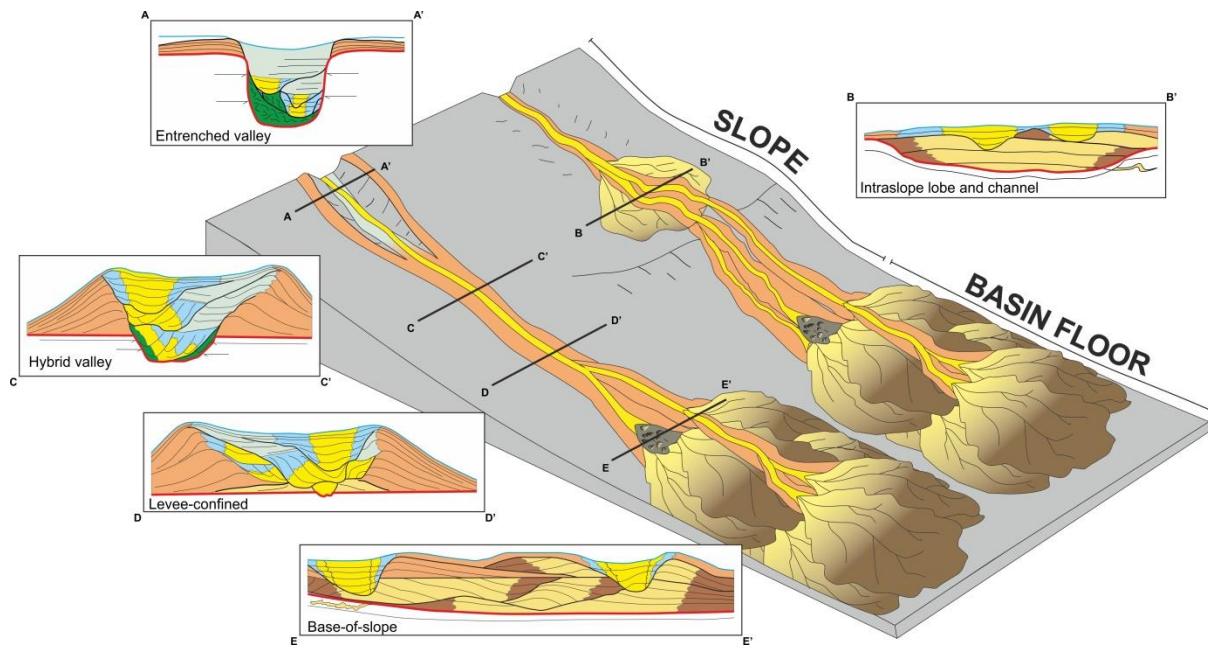 A A'
Entrenched valley
SLOPE
B B'
Intraslope lobe and channel
A'
A
B'
B
C'
C
BASIN FLOOR
Hybrid valley
C C'
D'
D
E'
E
Levee-confined
D D'
Base-of-slope
E E'